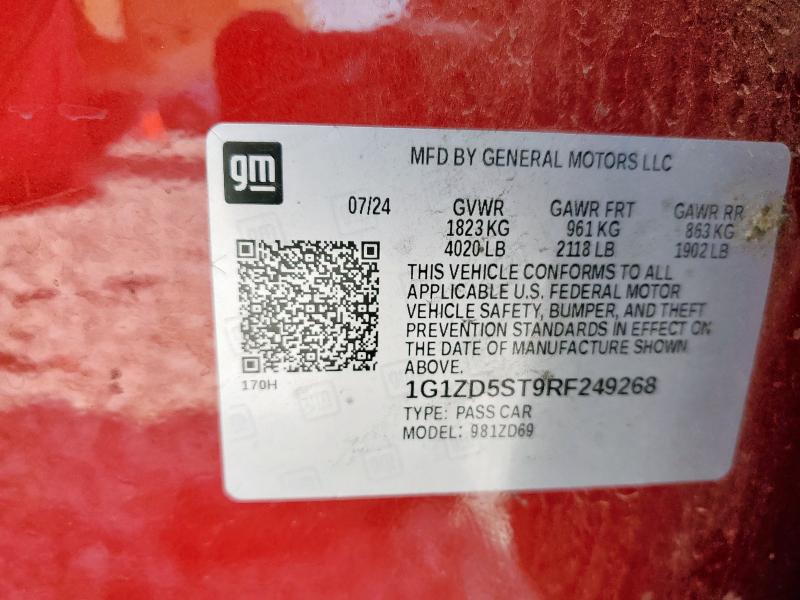 gm
MFD BY GENERAL MOTORS LLC
07/24 GVWR GAWR FRT GAWR RR
1823 KG 961 KG 863 KG
4020 LB 2118 LB 1902 LB
THIS VEHICLE CONFORMS TO ALL
APPLICABLE U.S. FEDERAL MOTOR
VEHICLE SAFETY, BUMPER, AND THEFT
PREVENTION STANDARDS IN EFFECT ON
THE DATE OF MANUFACTURE SHOWN
ABOVE.
170H
1G1ZD5ST9RF249268
TYPE: PASS CAR
MODEL: 981ZD69